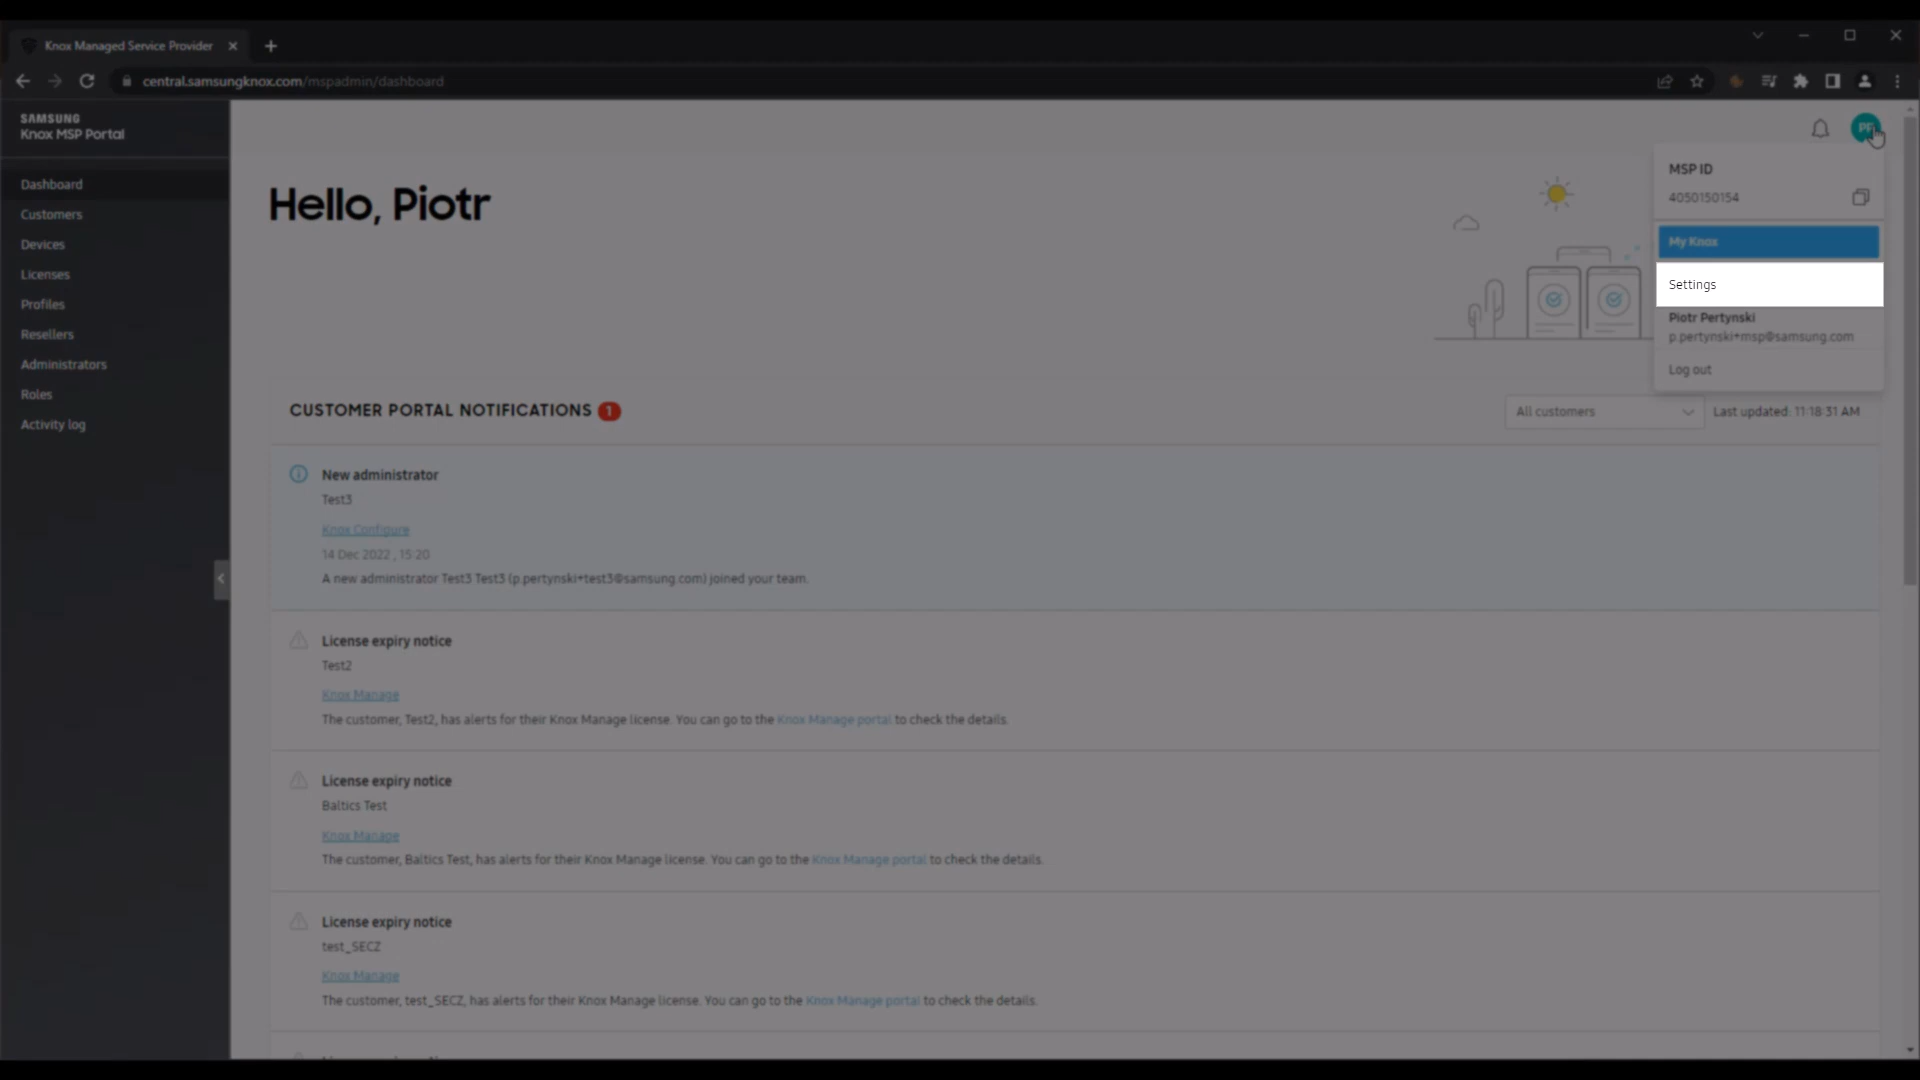 Knox Managed Service Provider
central.samsungknox.com/mspadmin/dashboard
SAMSUNG
Knox MSP Portal
Dashboard
Customers
Devices
Licenses
Profiles
Resellers
Administrators
Roles
Activity log
Hello, Piotr
MSP ID
4050150154
My Knox
Settings
Piotr Pertynski
p.pertynski+msp@samsung.com
Log out
CUSTOMER PORTAL NOTIFICATIONS 1
All customers
Last updated: 11:18:31 AM
New administrator
Test3
Knox Configure
14 Dec 2022 , 15:20
A new administrator Test3 Test3 (p.pertynski+test3@samsung.com) joined your team.
License expiry notice
Test2
Knox Manage
The customer, Test2, has alerts for their Knox Manage license. You can go to the Knox Manage portal to check the details.
License expiry notice
Baltics Test
Knox Manage
The customer, Baltics Test, has alerts for their Knox Manage license. You can go to the Knox Manage portal to check the details.
License expiry notice
test_SECZ
Knox Manage
The customer, test_SECZ, has alerts for their Knox Manage license. You can go to the Knox Manage portal to check the details.